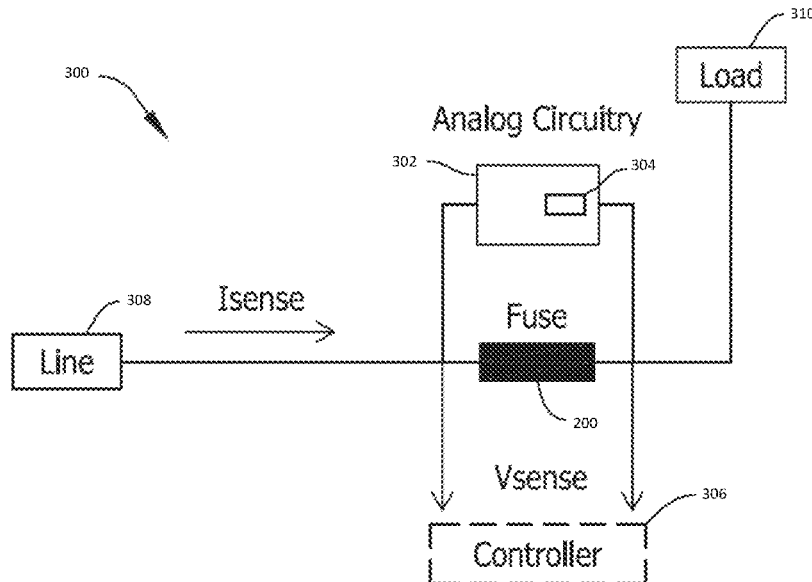 310
Load
300
Analog Circuitry
302
304
308
Isense
Line
Fuse
200
Vsense
306
Controller